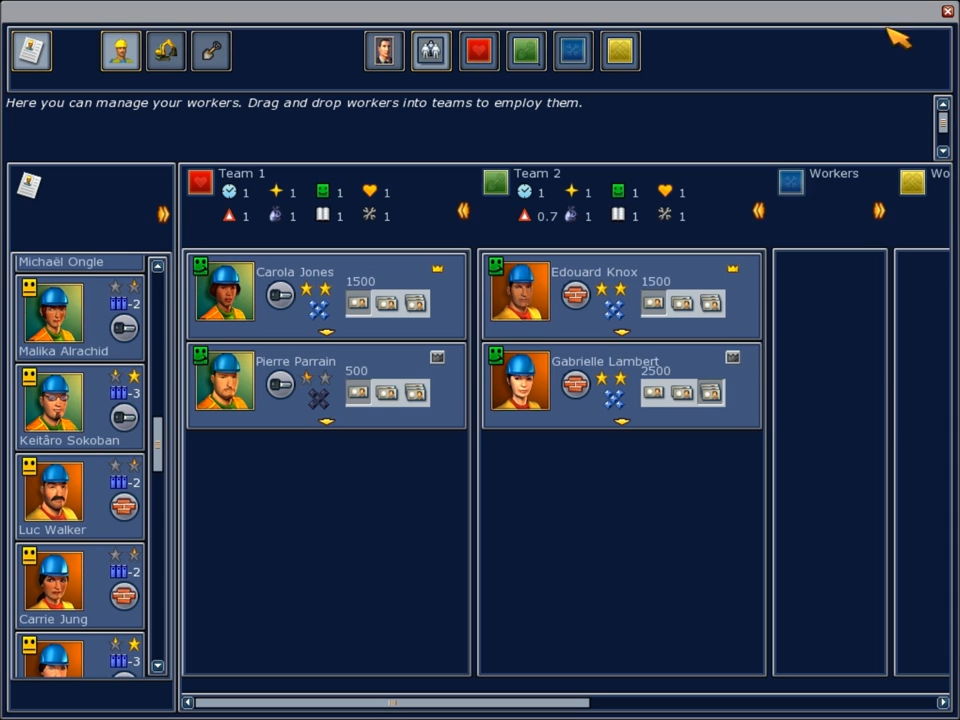 Here you can manage your workers. Drag and drop workers into teams to employ them.
Team 1
1 1 1 1
1 1 1 1
Team 2
1 1 1 1
0.7 1 1 1
Workers
Wo
Michaël Ongle
-2
Malika Alrachid
-3
Keitâro Sokoban
-2
Luc Walker
-2
Carrie Jung
-3
Carola Jones
1500
Pierre Parrain
500
Edouard Knox
1500
Gabrielle Lambert
2500